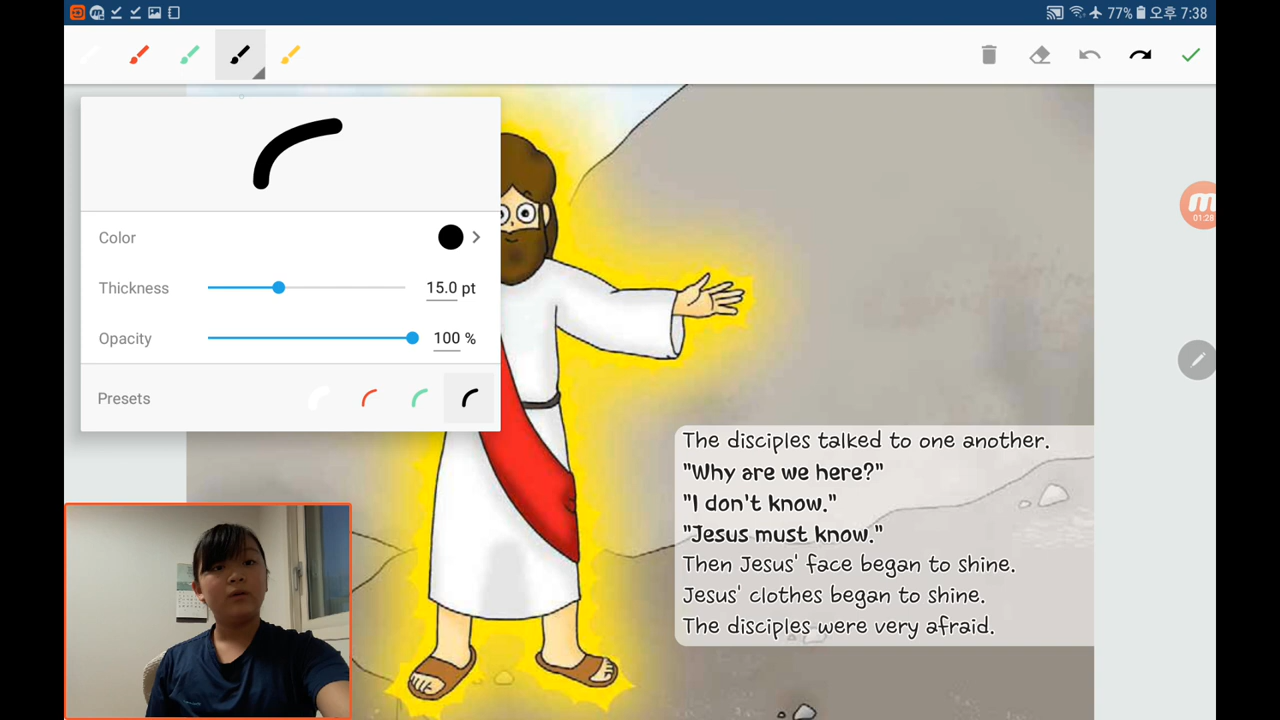 77% 오후 7:38
Color
Thickness 15.0 pt
Opacity 100 %
Presets
01:28
The disciples talked to one another.
"Why are we here?"
"I don't know."
"Jesus must know."
Then Jesus' face began to shine.
Jesus' clothes began to shine.
The disciples were very afraid.